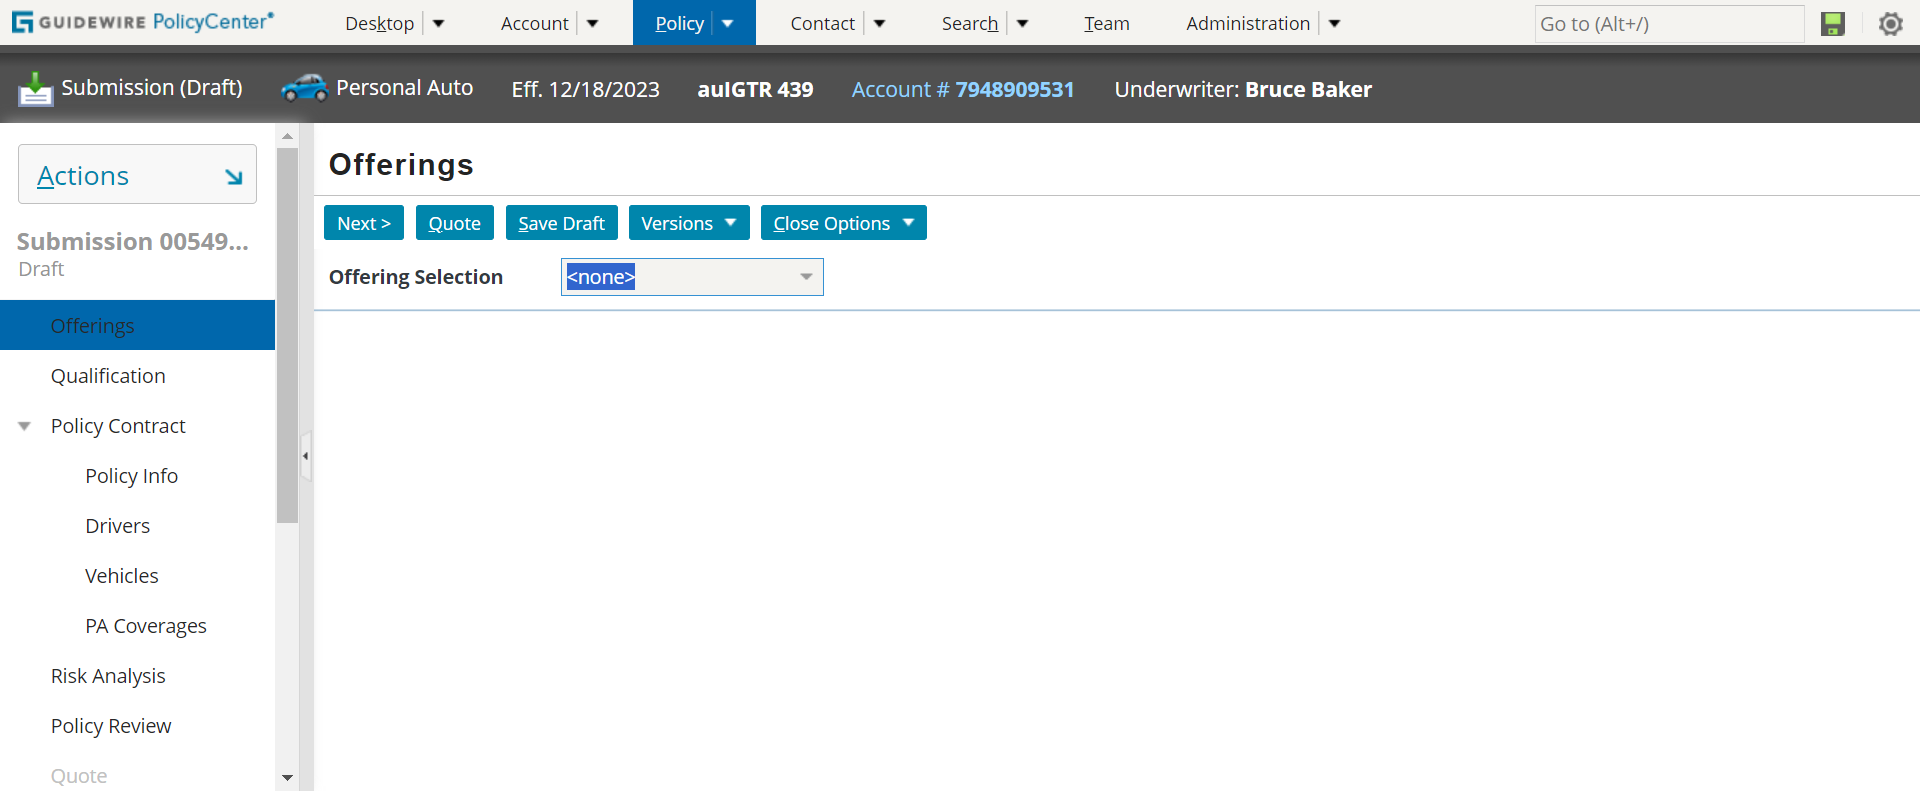 GUIDEWIRE PolicyCenter®
Desktop
Account
Policy
Contact
Search
Team
Administration
Go to (Alt+/)
Submission (Draft)
Personal Auto
Eff. 12/18/2023
auIGTR 439
Account # 7948909531
Underwriter: Bruce Baker
Actions
Submission 00549...
Draft
Offerings
Qualification
Policy Contract
Policy Info
Drivers
Vehicles
PA Coverages
Risk Analysis
Policy Review
Quote
Offerings
Next >
Quote
Save Draft
Versions
Close Options
Offering Selection
<none>